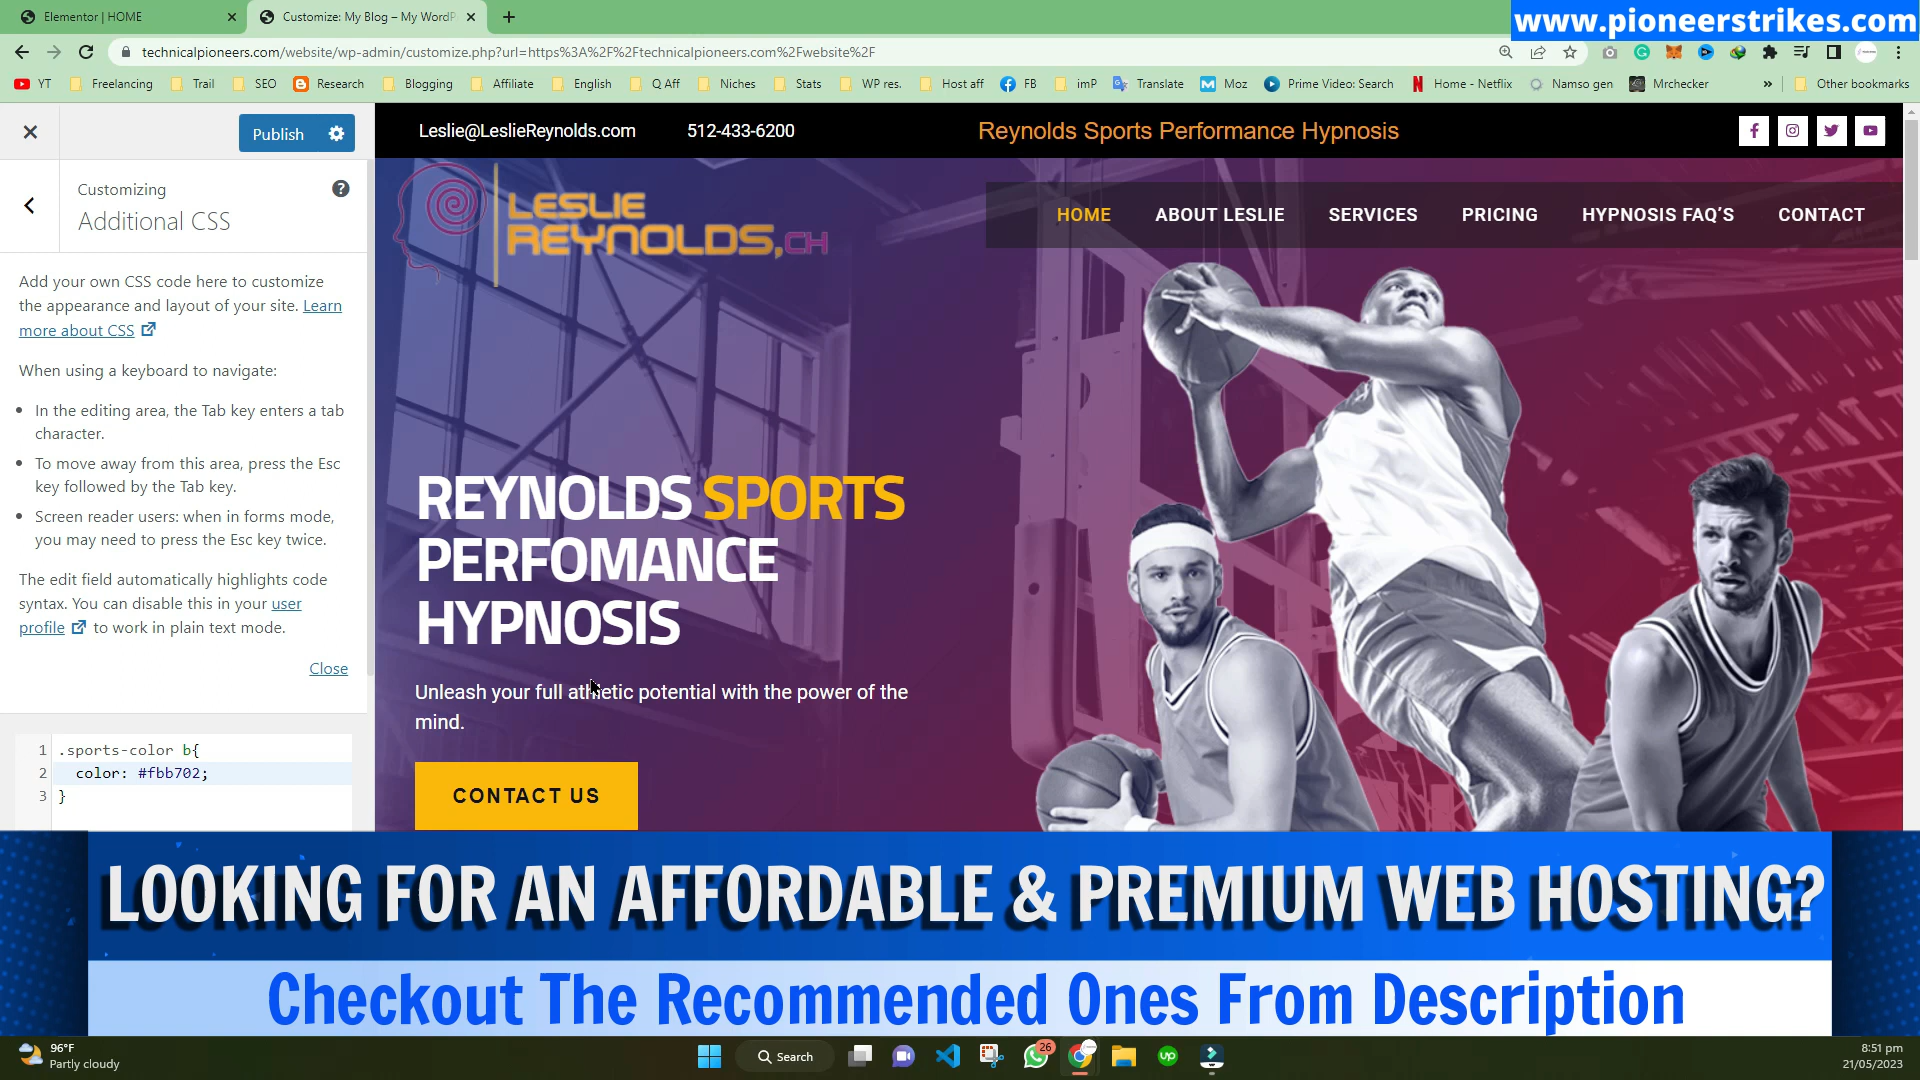 Elementor | HOME
Customize: My Blog – My WordP
www.pioneerstrikes.com
technicalpioneers.com/website/wp-admin/customize.php?url=https%3A%2F%2Ftechnicalpioneers.com%2Fwebsite%2F
YT Freelancing Trail SEO Research Blogging Affiliate English Q Aff Niches Stats WP res. Host aff FB imP Translate Moz Prime Video: Search Home - Netflix Namso gen Mrchecker » Other bookmarks
Publish
Customizing
Additional CSS
Add your own CSS code here to customize
the appearance and layout of your site. Learn
more about CSS
When using a keyboard to navigate:
In the editing area, the Tab key enters a tab
character.
To move away from this area, press the Esc
key followed by the Tab key.
Screen reader users: when in forms mode,
you may need to press the Esc key twice.
The edit field automatically highlights code
syntax. You can disable this in your user
profile to work in plain text mode.
Close
1 .sports-color b{
2 color: #fbb702;
3 }
Leslie@LeslieReynolds.com 512-433-6200 Reynolds Sports Performance Hypnosis
LESLIE
REYNOLDS,CH
HOME ABOUT LESLIE SERVICES PRICING HYPNOSIS FAQ'S CONTACT
REYNOLDS SPORTS
PERFOMANCE
HYPNOSIS
Unleash your full athletic potential with the power of the
mind.
CONTACT US
LOOKING FOR AN AFFORDABLE & PREMIUM WEB HOSTING?
Checkout The Recommended Ones From Description
96°F
Partly cloudy
Search
26
up
8:51 pm
21/05/2023